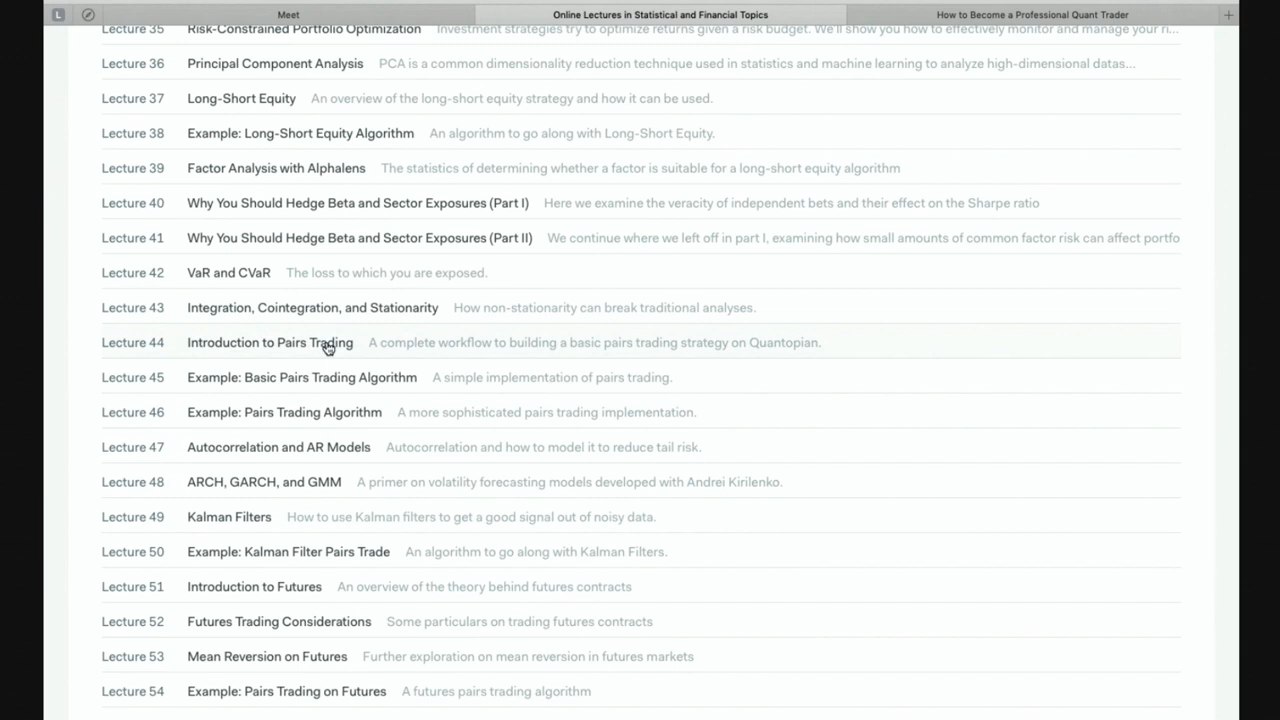 L Meet Online Lectures in Statistical and Financial Topics How to Become a Professional Quant Trader +
Lecture 35 Risk-Constrained Portfolio Optimization Investment strategies try to optimize returns given a risk budget. We'll show you how to effectively monitor and manage your ri...
Lecture 36 Principal Component Analysis PCA is a common dimensionality reduction technique used in statistics and machine learning to analyze high-dimensional datas...
Lecture 37 Long-Short Equity An overview of the long-short equity strategy and how it can be used.
Lecture 38 Example: Long-Short Equity Algorithm An algorithm to go along with Long-Short Equity.
Lecture 39 Factor Analysis with Alphalens The statistics of determining whether a factor is suitable for a long-short equity algorithm
Lecture 40 Why You Should Hedge Beta and Sector Exposures (Part I) Here we examine the veracity of independent bets and their effect on the Sharpe ratio
Lecture 41 Why You Should Hedge Beta and Sector Exposures (Part II) We continue where we left off in part I, examining how small amounts of common factor risk can affect portfo
Lecture 42 VaR and CVaR The loss to which you are exposed.
Lecture 43 Integration, Cointegration, and Stationarity How non-stationarity can break traditional analyses.
Lecture 44 Introduction to Pairs Trading A complete workflow to building a basic pairs trading strategy on Quantopian.
Lecture 45 Example: Basic Pairs Trading Algorithm A simple implementation of pairs trading.
Lecture 46 Example: Pairs Trading Algorithm A more sophisticated pairs trading implementation.
Lecture 47 Autocorrelation and AR Models Autocorrelation and how to model it to reduce tail risk.
Lecture 48 ARCH, GARCH, and GMM A primer on volatility forecasting models developed with Andrei Kirilenko.
Lecture 49 Kalman Filters How to use Kalman filters to get a good signal out of noisy data.
Lecture 50 Example: Kalman Filter Pairs Trade An algorithm to go along with Kalman Filters.
Lecture 51 Introduction to Futures An overview of the theory behind futures contracts
Lecture 52 Futures Trading Considerations Some particulars on trading futures contracts
Lecture 53 Mean Reversion on Futures Further exploration on mean reversion in futures markets
Lecture 54 Example: Pairs Trading on Futures A futures pairs trading algorithm